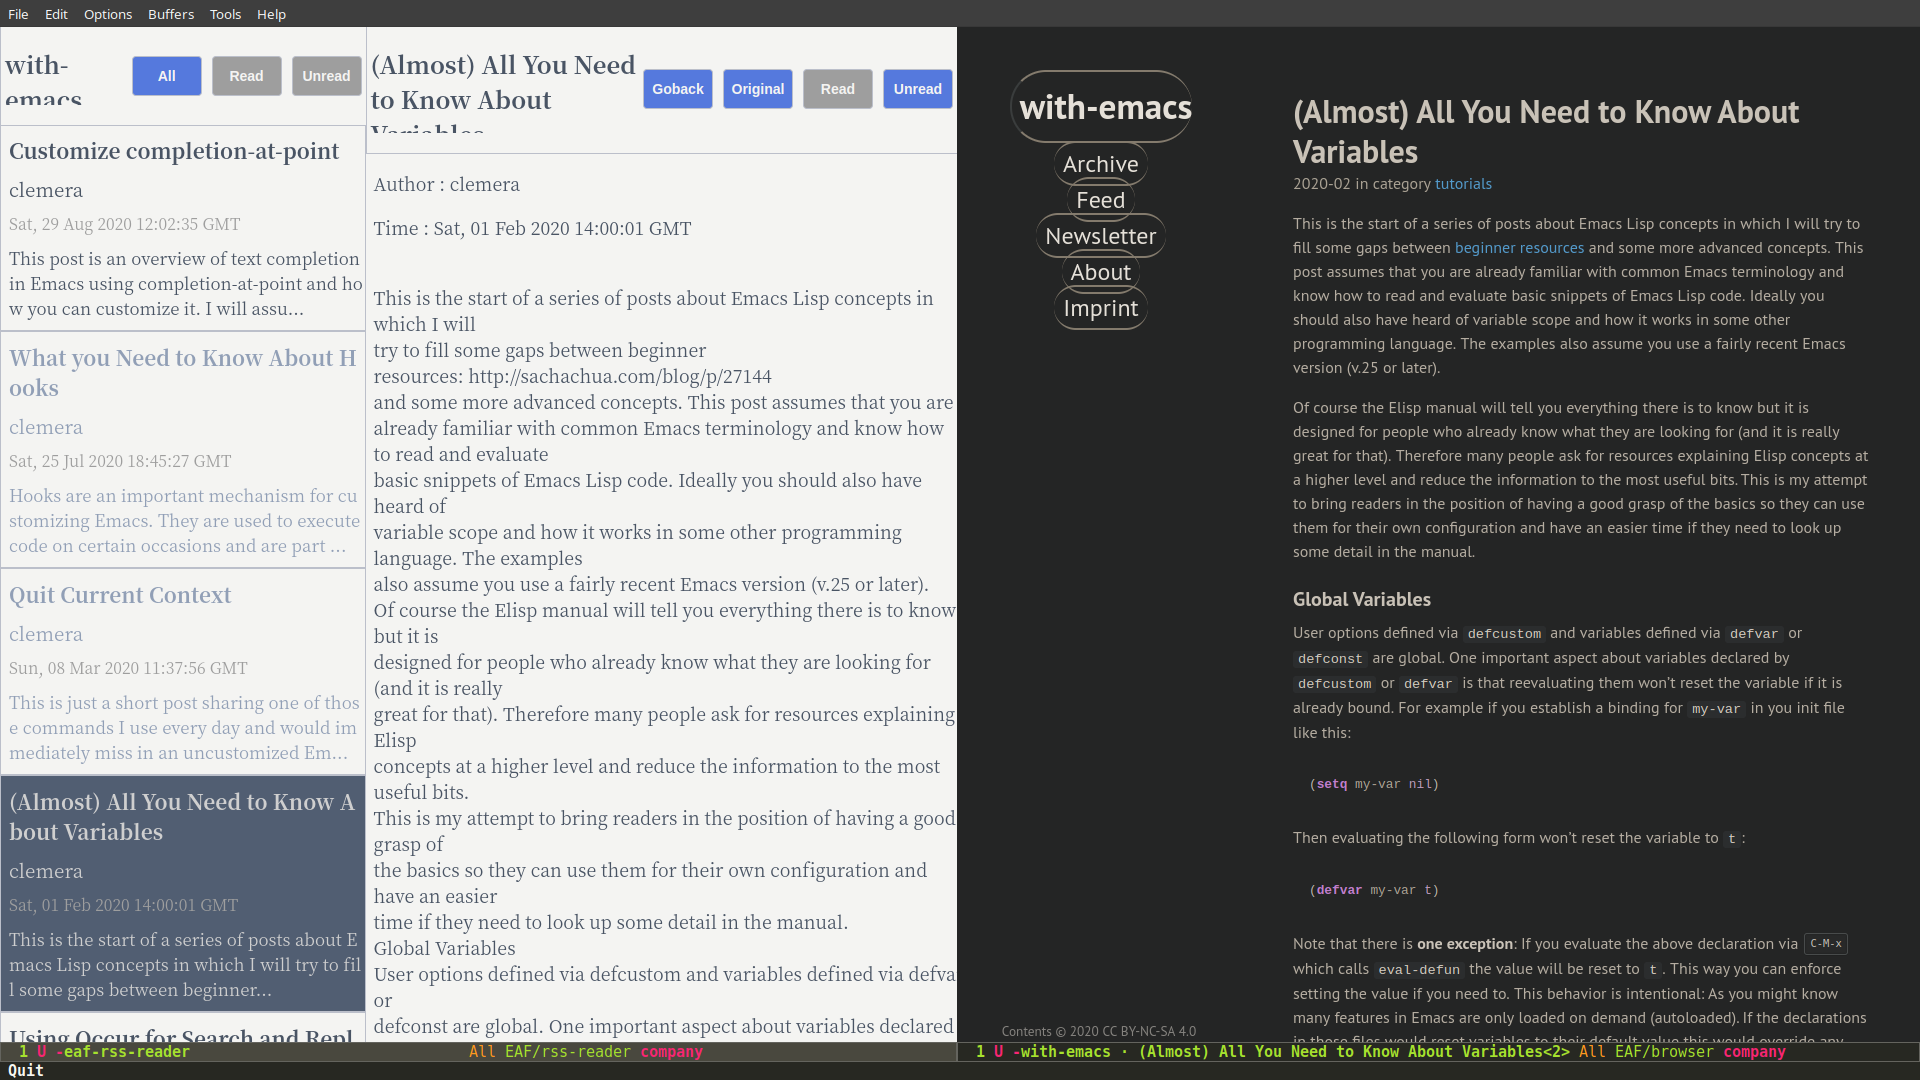 File Edit Options Buffers Tools Help
with-
emacs
All Read Unread
Customize completion-at-point
clemera
Sat, 29 Aug 2020 12:02:35 GMT
This post is an overview of text completion
in Emacs using completion-at-point and ho
w you can customize it. I will assu...
What you Need to Know About H
ooks
clemera
Sat, 25 Jul 2020 18:45:27 GMT
Hooks are an important mechanism for cu
stomizing Emacs. They are used to execute
code on certain occasions and are part ...
Quit Current Context
clemera
Sun, 08 Mar 2020 11:37:56 GMT
This is just a short post sharing one of thos
e commands I use every day and would im
mediately miss in an uncustomized Em...
(Almost) All You Need to Know A
bout Variables
clemera
Sat, 01 Feb 2020 14:00:01 GMT
This is the start of a series of posts about E
macs Lisp concepts in which I will try to fil
l some gaps between beginner...
Using Occur for Search and Repl
(Almost) All You Need
to Know About
Variables
Goback Original Read Unread
Author : clemera
Time : Sat, 01 Feb 2020 14:00:01 GMT
This is the start of a series of posts about Emacs Lisp concepts in
which I will
try to fill some gaps between beginner
resources: http://sachachua.com/blog/p/27144
and some more advanced concepts. This post assumes that you are
already familiar with common Emacs terminology and know how
to read and evaluate
basic snippets of Emacs Lisp code. Ideally you should also have
heard of
variable scope and how it works in some other programming
language. The examples
also assume you use a fairly recent Emacs version (v.25 or later).
Of course the Elisp manual will tell you everything there is to know
but it is
designed for people who already know what they are looking for
(and it is really
great for that). Therefore many people ask for resources explaining
Elisp
concepts at a higher level and reduce the information to the most
useful bits.
This is my attempt to bring readers in the position of having a good
grasp of
the basics so they can use them for their own configuration and
have an easier
time if they need to look up some detail in the manual.
Global Variables
User options defined via defcustom and variables defined via defva
or
defconst are global. One important aspect about variables declared
with-emacs
Archive
Feed
Newsletter
About
Imprint
Contents © 2020 CC BY-NC-SA 4.0
(Almost) All You Need to Know About
Variables
2020-02 in category tutorials
This is the start of a series of posts about Emacs Lisp concepts in which I will try to
fill some gaps between beginner resources and some more advanced concepts. This
post assumes that you are already familiar with common Emacs terminology and
know how to read and evaluate basic snippets of Emacs Lisp code. Ideally you
should also have heard of variable scope and how it works in some other
programming language. The examples also assume you use a fairly recent Emacs
version (v.25 or later).
Of course the Elisp manual will tell you everything there is to know but it is
designed for people who already know what they are looking for (and it is really
great for that). Therefore many people ask for resources explaining Elisp concepts at
a higher level and reduce the information to the most useful bits. This is my attempt
to bring readers in the position of having a good grasp of the basics so they can use
them for their own configuration and have an easier time if they need to look up
some detail in the manual.
Global Variables
User options defined via defcustom and variables defined via defvar or
defconst are global. One important aspect about variables declared by
defcustom or defvar is that reevaluating them won't reset the variable if it is
already bound. For example if you establish a binding for my-var in you init file
like this:
(setq my-var nil)
Then evaluating the following form won't reset the variable to t:
(defvar my-var t)
Note that there is one exception: If you evaluate the above declaration via C-M-x
which calls eval-defun the value will be reset to t. This way you can enforce
setting the value if you need to. This behavior is intentional: As you might know
many features in Emacs are only loaded on demand (autoloaded). If the declarations
in those files would reset variables to their default value this would override any
1 U -eaf-rss-reader All EAF/rss-reader company
1 U -with-emacs · (Almost) All You Need to Know About Variables<2> All EAF/browser company
Quit